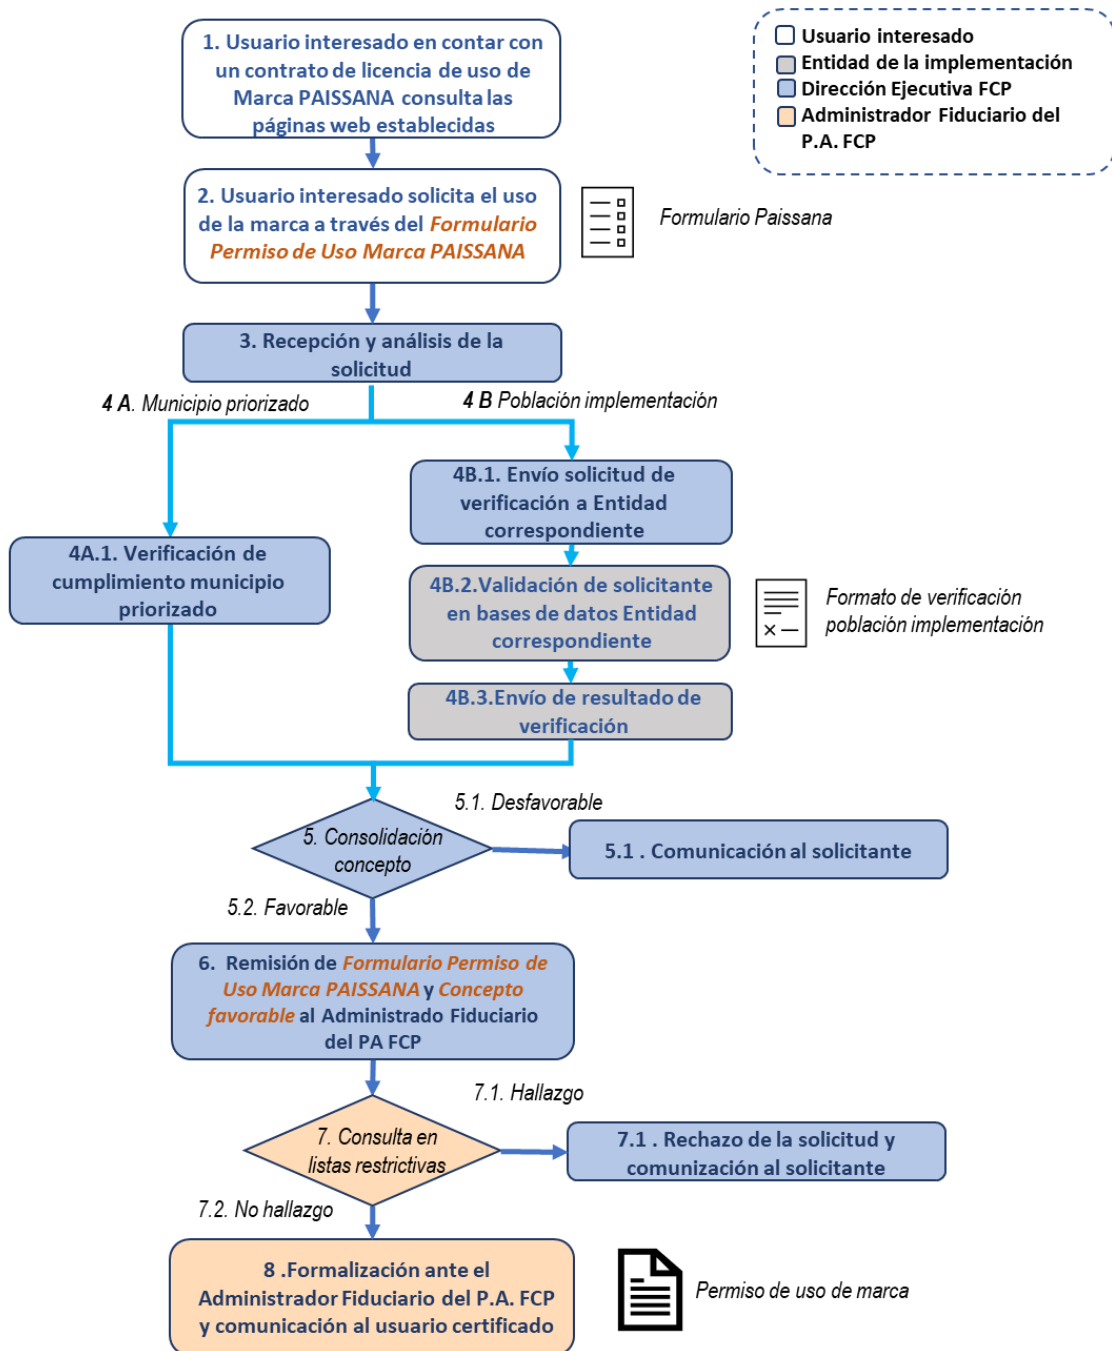 1. Usuario interesado en contar con
un contrato de licencia de uso de
Marca PAISSANA consulta las
páginas web establecidas
Usuario interesado
Entidad de la implementación
Dirección Ejecutiva FCP
Administrador Fiduciario del
P.A. FCP
2. Usuario interesado solicita el uso
de la marca a través del Formulario
Permiso de Uso Marca PAISSANA
Formulario Paissana
3. Recepción y análisis de la
solicitud
4 A. Municipio priorizado
4 B Población implementación
4B.1. Envío solicitud de
verificación a Entidad
correspondiente
4A.1. Verificación de
cumplimiento municipio
priorizado
4B.2.Validación de solicitante
en bases de datos Entidad
correspondiente
Formato de verificación
población implementación
4B.3.Envío de resultado de
verificación
5. Consolidación
concepto
5.1. Desfavorable
5.1 . Comunicación al solicitante
5.2. Favorable
6. Remisión de Formulario Permiso de
Uso Marca PAISSANA y Concepto
favorable al Administrado Fiduciario
del PA FCP
7. Consulta en
listas restrictivas
7.1. Hallazgo
7.1 . Rechazo de la solicitud y
comunización al solicitante
7.2. No hallazgo
8 .Formalización ante el
Administrador Fiduciario del P.A. FCP
y comunicación al usuario certificado
Permiso de uso de marca